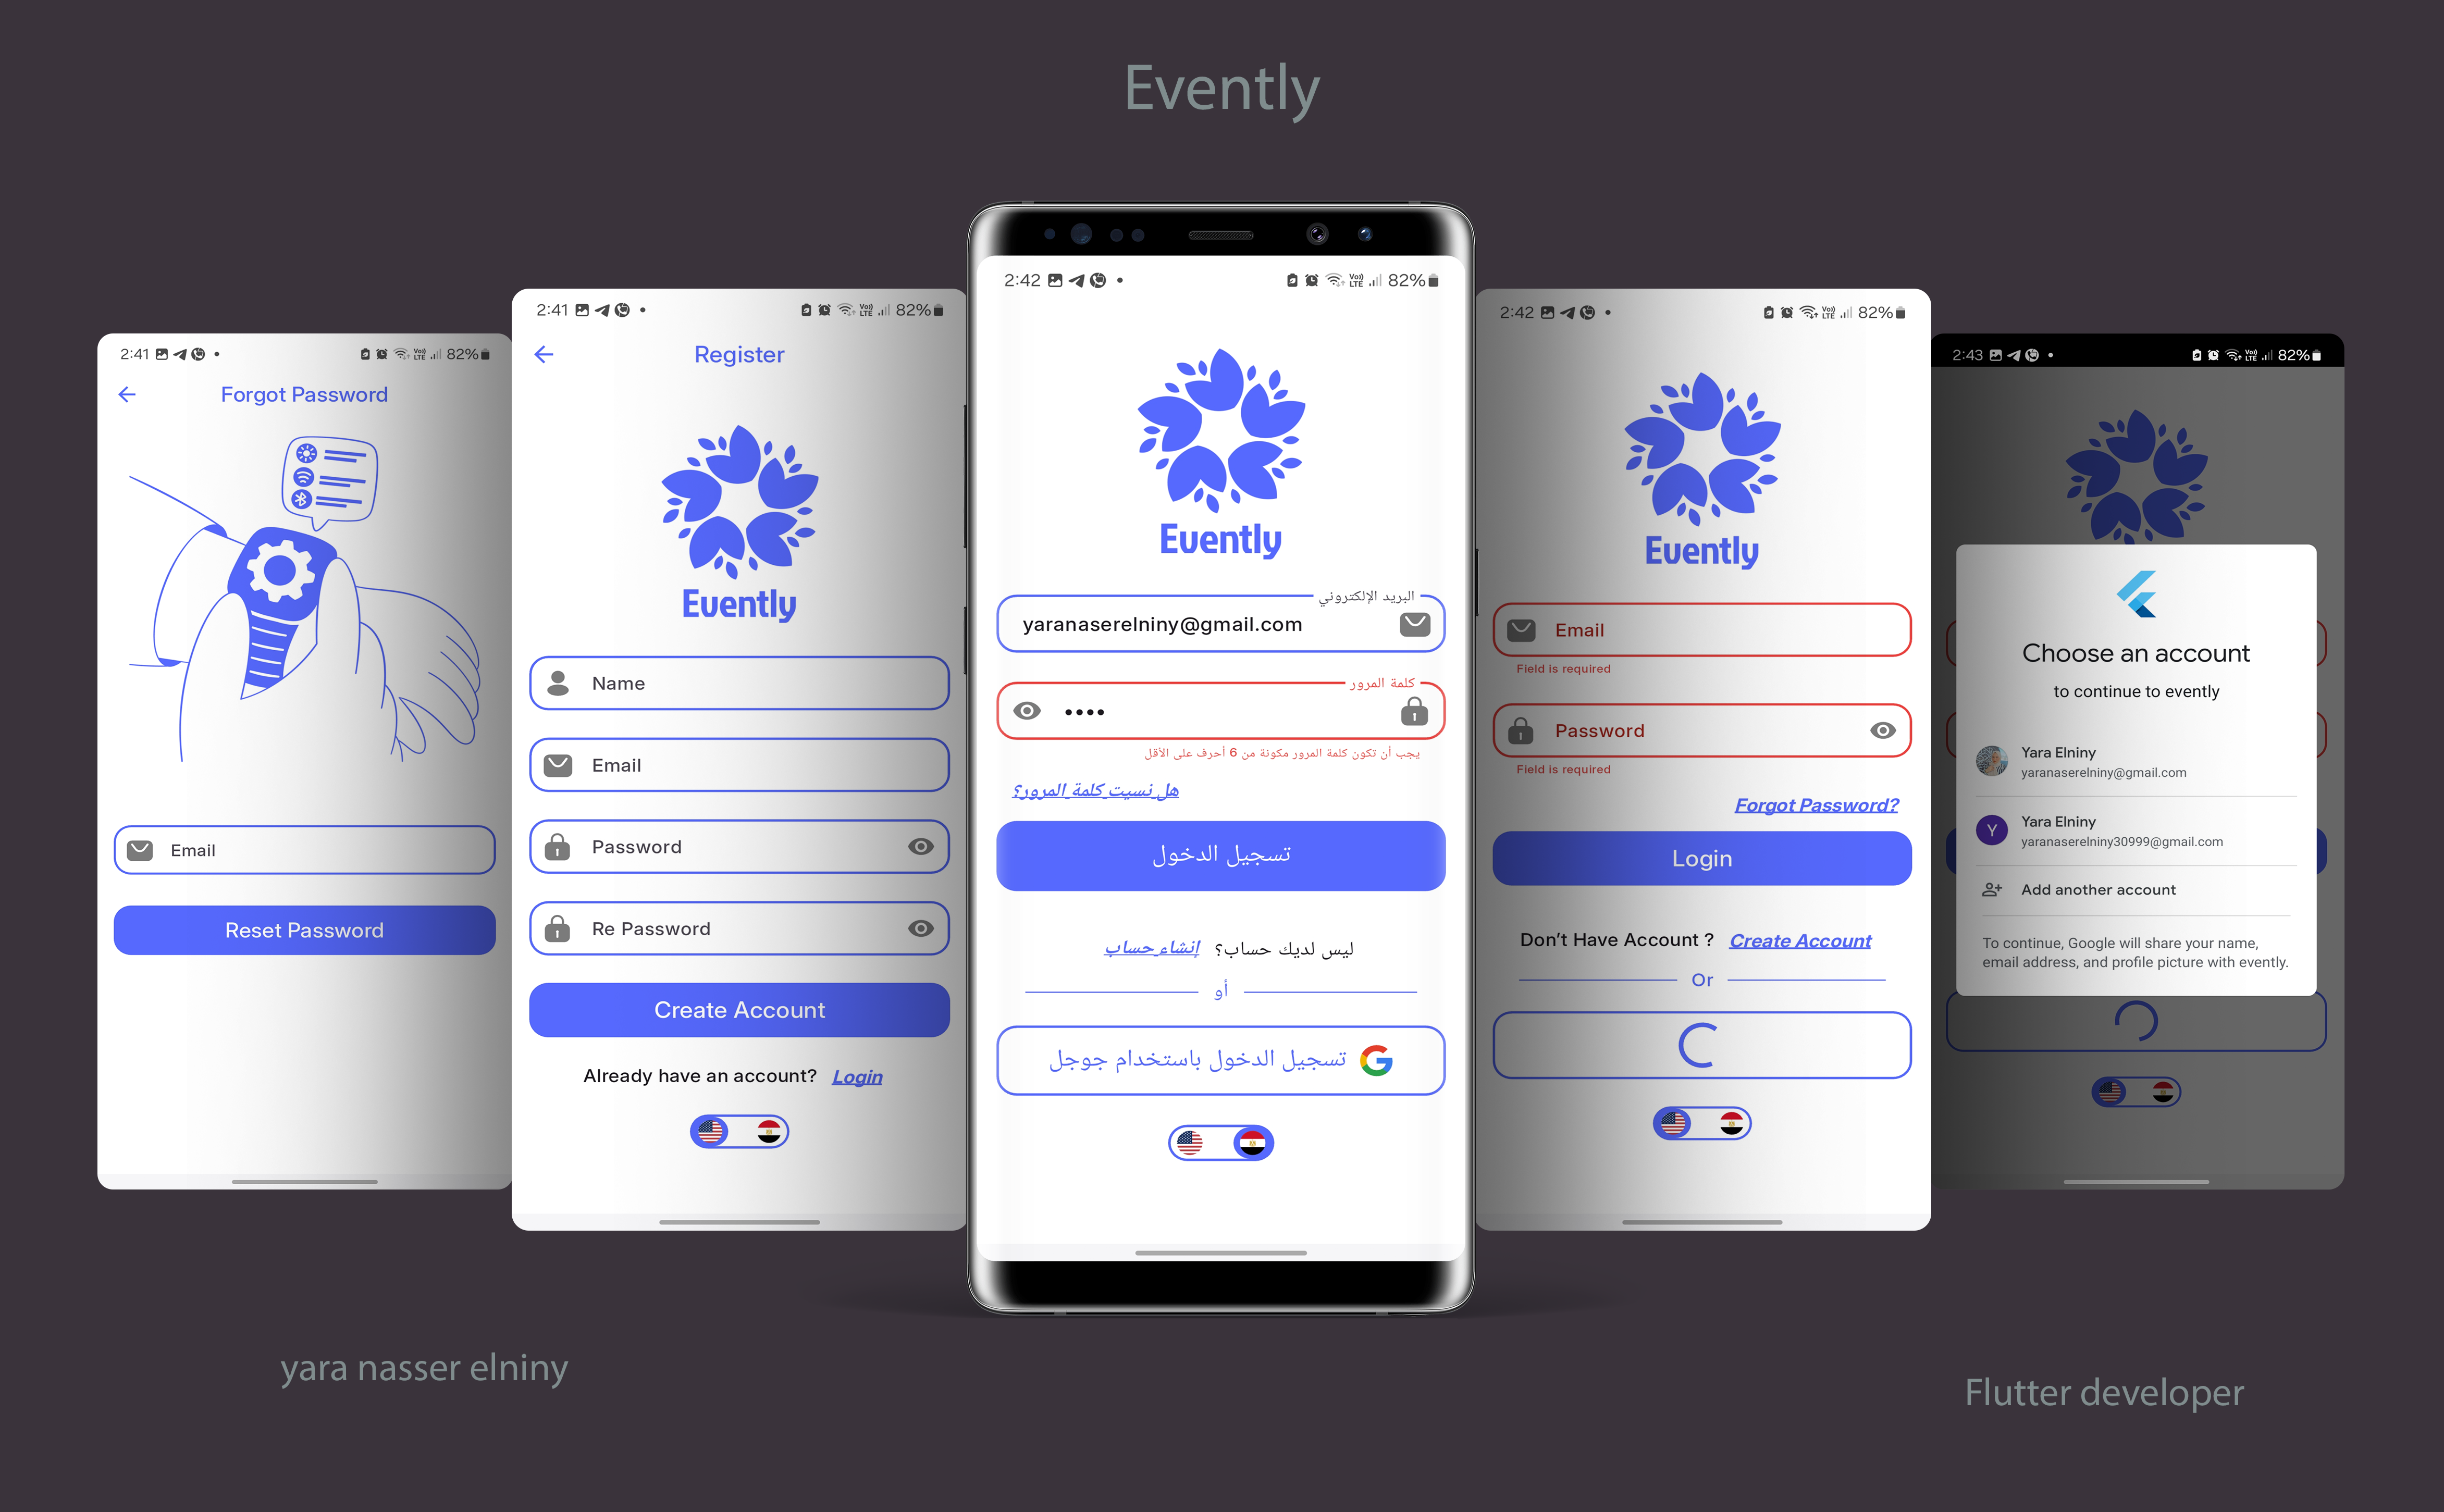 Evently
2:41
82%
Forgot Password
Email
Reset Password
2:41
Vo))
LTE
82%
Register
Evently
Name
Email
Password
Re Password
Create Account
Already have an account? Login
2:42
Vo))
LTE
82%
Evently
البريد الإلكتروني
yaranaserelniny@gmail.com
كلمة المرور
••••
يجب أن تكون كلمة المرور مكونة من 6 أحرف على الأقل
هل نسيت كلمة المرور؟
تسجيل الدخول
ليس لديك حساب؟ إنشاء حساب
أو
تسجيل الدخول باستخدام جوجل
2:42
Vo))
LTE
82%
Evently
Email
Field is required
Password
Field is required
Forgot Password?
Login
Don't Have Account ? Create Account
Or
2:43
82%
Choose an account
to continue to evently
Yara Elniny
yaranaserelniny@gmail.com
Y
Yara Elniny
yaranaserelniny30999@gmail.com
Add another account
To continue, Google will share your name,
email address, and profile picture with evently.
yara nasser elniny
Flutter developer